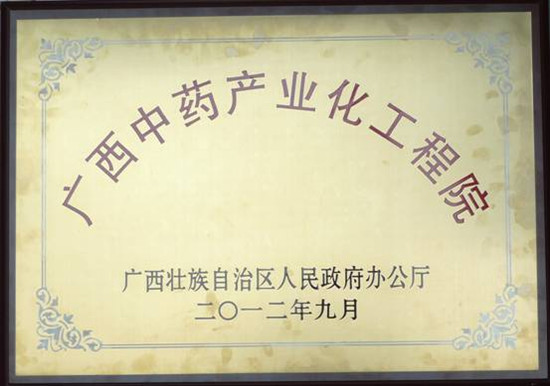 广西中药产业化工程院
广西壮族自治区人民政府办公厅
二〇一二年九月